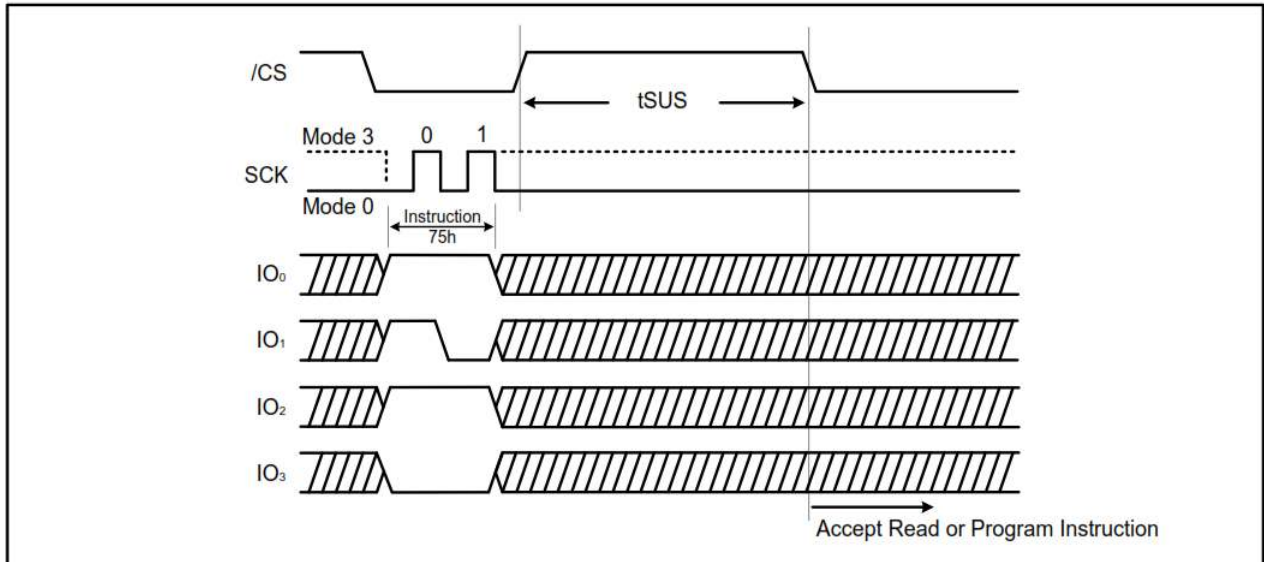 /CS
tSUS
Mode 3
0
1
SCK
Mode 0
Instruction
75h
IO₀
IO₁
IO₂
IO₃
Accept Read or Program Instruction